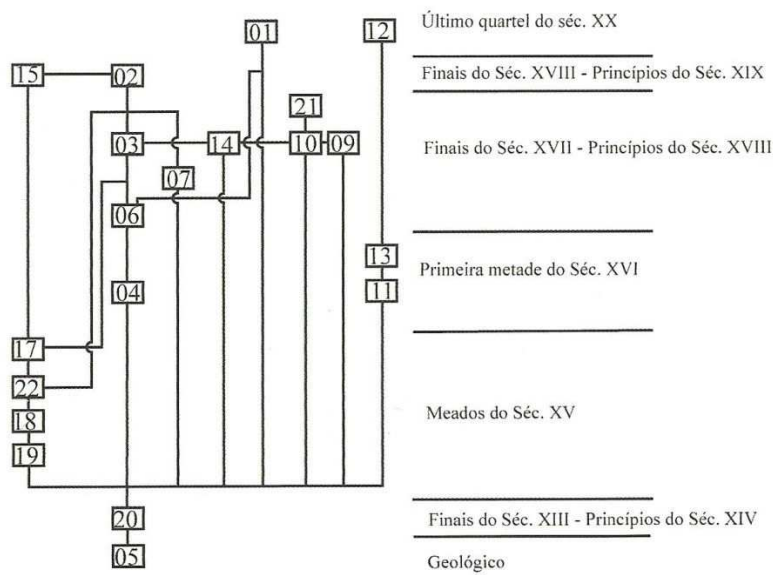 01 12 Último quartel do séc. XX
15 02 Finais do Séc. XVIII - Princípios do Séc. XIX
21
03 14 10 09 Finais do Séc. XVII - Princípios do Séc. XVIII
07
06
13 Primeira metade do Séc. XVI
04 11
17
22
18 Meados do Séc. XV
19
20 Finais do Séc. XIII - Princípios do Séc. XIV
05 Geológico